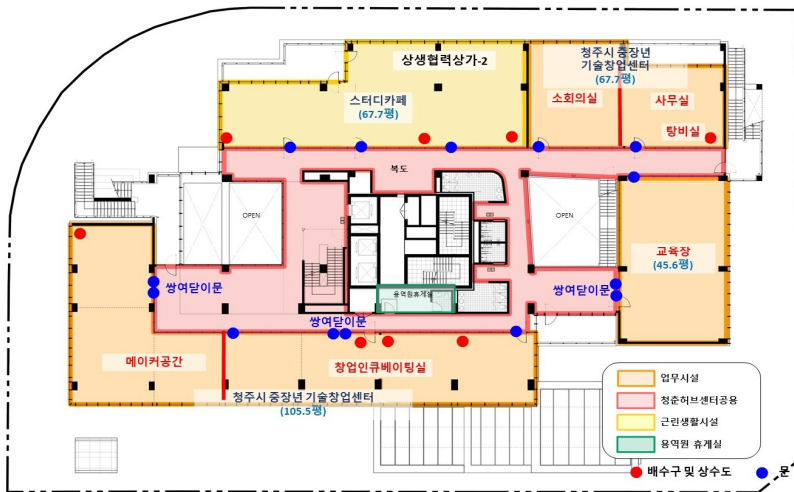 상생협력상가-2
청주시 중장년
기술창업센터
(67.7평)
스터디카페
(67.7평)
소회의실
사무실
탕비실
복도
OPEN
OPEN
교육장
(45.6평)
쌍여닫이문
용역원휴게실
쌍여닫이문
쌍여닫이문
메이커공간
창업인큐베이팅실
청주시 중장년 기술창업센터
(105.5평)
업무시설
청춘허브센터공용
근린생활시설
용역원 휴게실
배수구 및 상수도
문